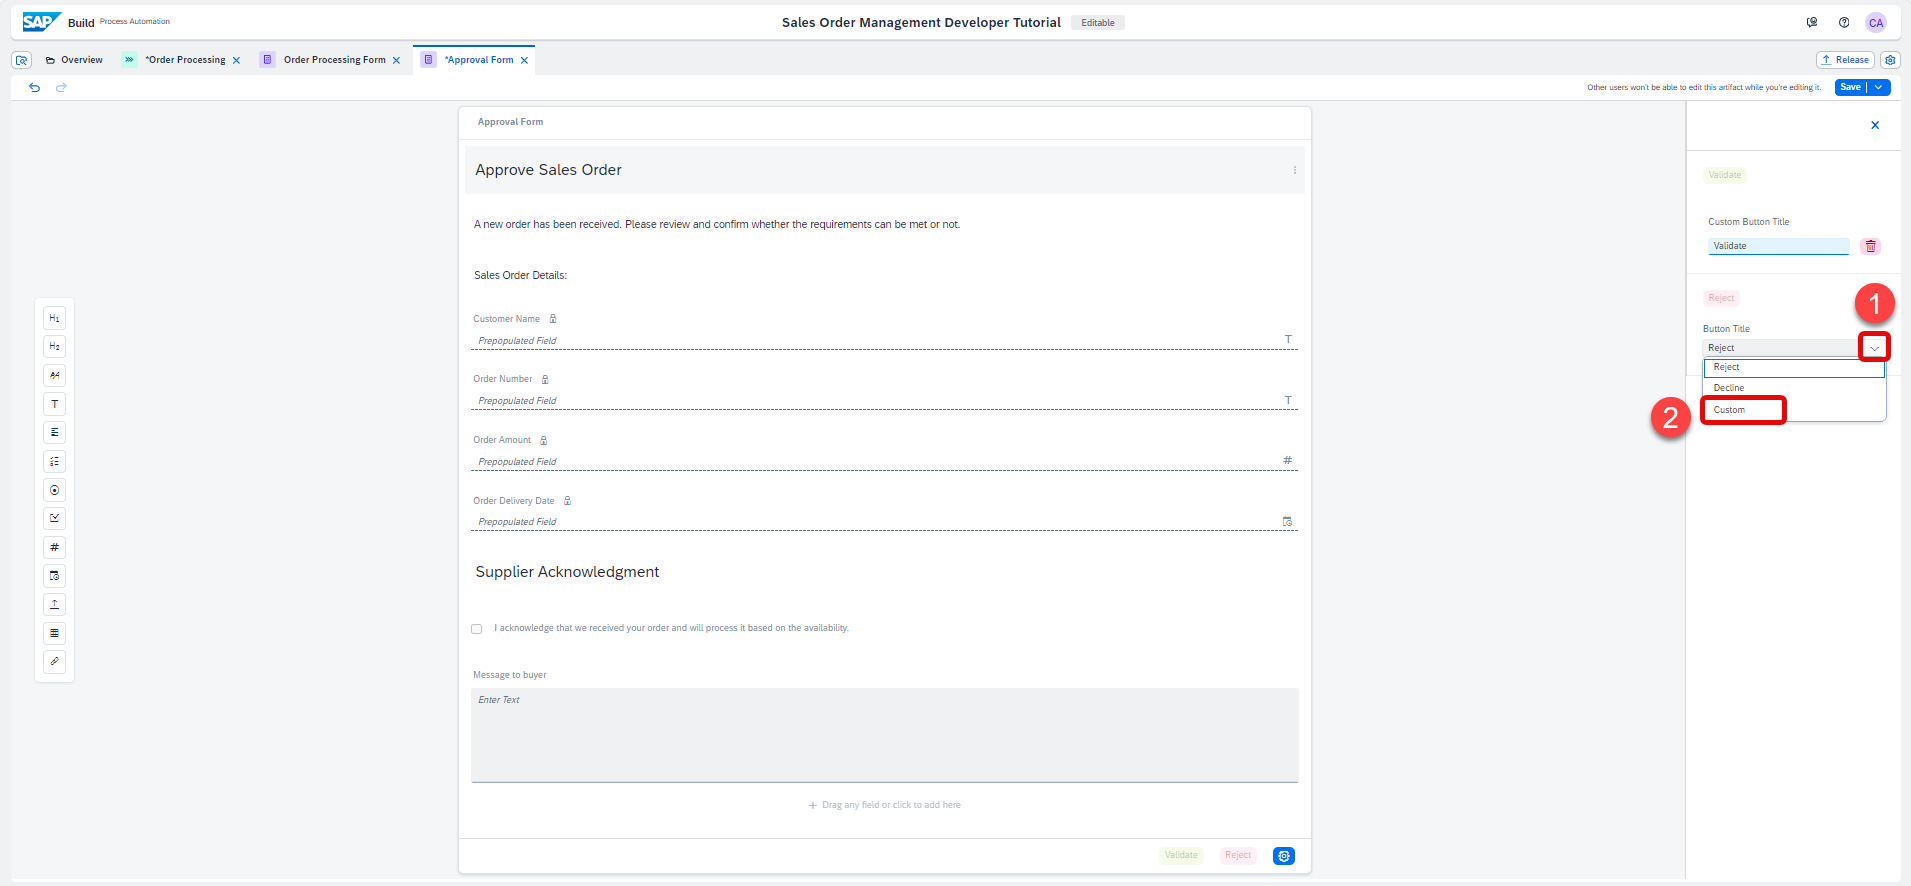 SAP Build Process Automation
Sales Order Management Developer Tutorial Editable
CA
Overview *Order Processing Order Processing Form *Approval Form
Release
Other users won't be able to edit this artifact while you're editing it. Save
Approval Form
Approve Sales Order
A new order has been received. Please review and confirm whether the requirements can be met or not.
Sales Order Details:
Customer Name
Prepopulated Field T
Order Number
Prepopulated Field T
Order Amount
Prepopulated Field #
Order Delivery Date
Prepopulated Field
Supplier Acknowledgment
I acknowledge that we received your order and will process it based on the availability.
Message to buyer
Enter Text
+ Drag any field or click to add here
Validate Reject
H1
H2
T
#
Validate
Custom Button Title
Validate
Reject
1
Button Title
Reject
Reject
Decline
2
Custom